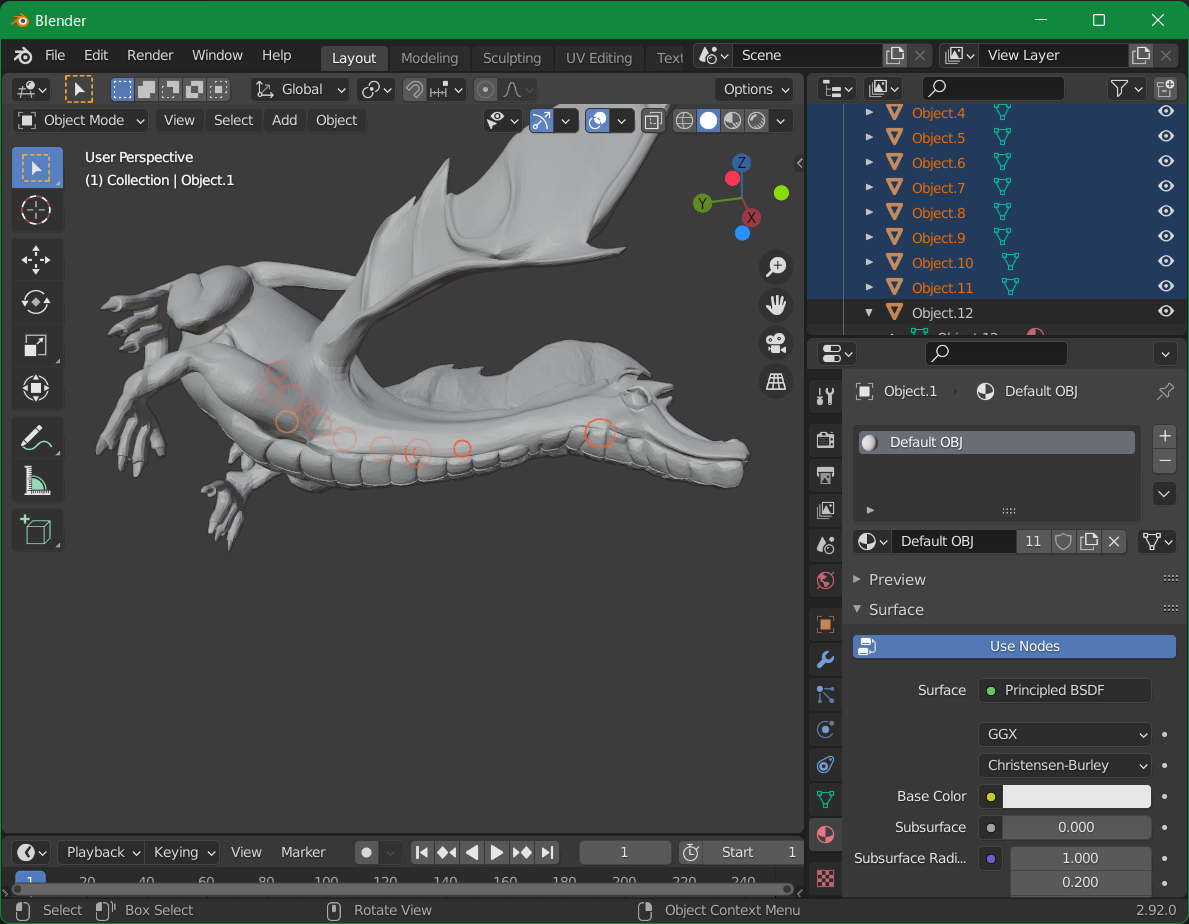 Blender
File Edit Render Window Help Layout Modeling Sculpting UV Editing Scene View Layer
Global Options
Object Mode View Select Add Object
User Perspective
(1) Collection | Object.1
Z
Y
X
Object.4
Object.5
Object.6
Object.7
Object.8
Object.9
Object.10
Object.11
Object.12
Object.1 Default OBJ
Default OBJ
Default OBJ 11
Preview
Surface
Use Nodes
Surface Principled BSDF
GGX
Christensen-Burley
Base Color
Subsurface 0.000
Subsurface Radi... 1.000
0.200
Playback Keying View Marker 1 Start 1
1 20 40 60 80 100 120 140 160 180 200 220 240
Select Box Select Rotate View Object Context Menu 2.92.0